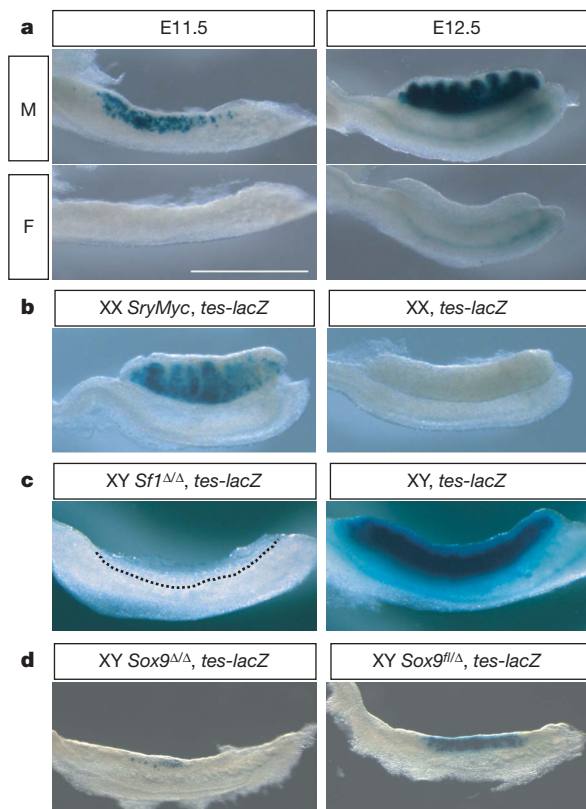 a
E11.5
E12.5
M
F
b
XX SryMyc, tes-lacZ
XX, tes-lacZ
c
XY Sf1Δ/Δ, tes-lacZ
XY, tes-lacZ
d
XY Sox9Δ/Δ, tes-lacZ
XY Sox9fl/Δ, tes-lacZ